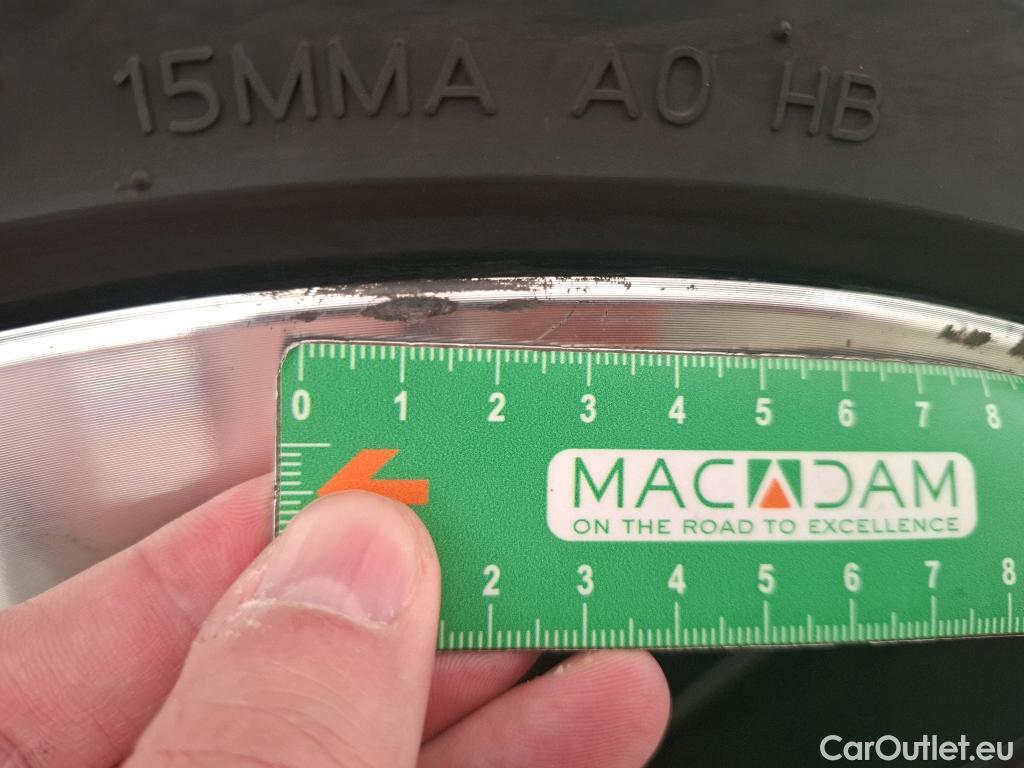 15MMA AO HB
0 1 2 3 4 5 6 7 8
MACADAM
ON THE ROAD TO EXCELLENCE
2 3 4 5 6 7 8
CarOutlet.eu